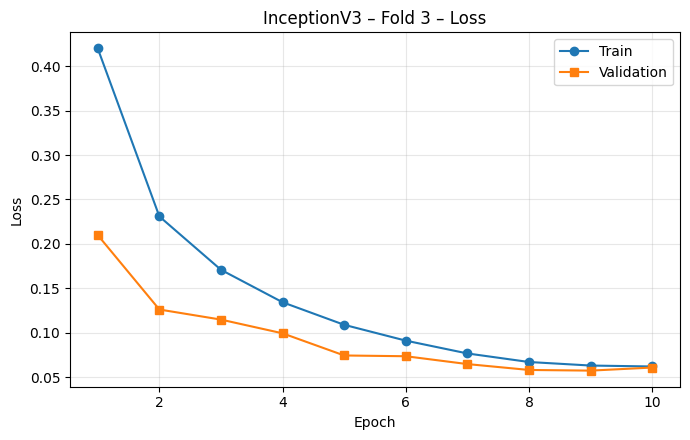 InceptionV3 – Fold 3 – Loss
Train
Validation
0.40
0.35
0.30
0.25
0.20
0.15
0.10
0.05
Loss
2
4
6
8
10
Epoch